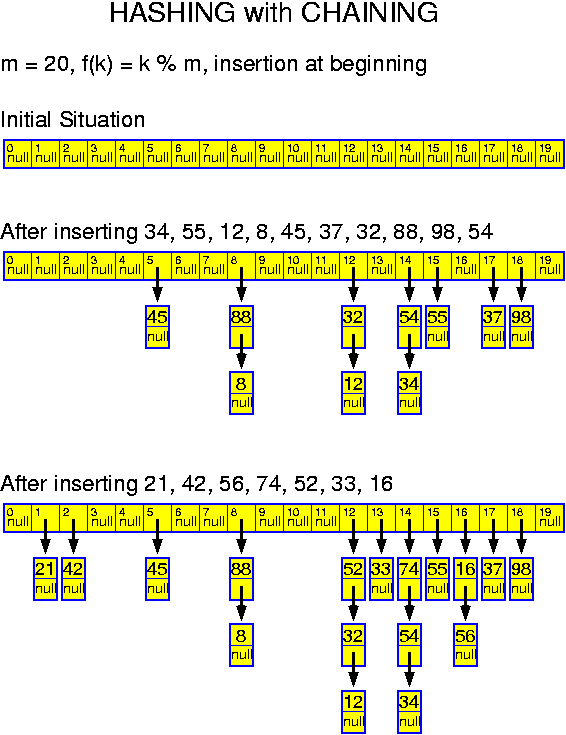 HASHING with CHAINING
m = 20, f(k) = k % m, insertion at beginning
Initial Situation
0 1 2 3 4 5 6 7 8 9 10 11 12 13 14 15 16 17 18 19
null null null null null null null null null null null null null null null null null null null null
After inserting 34, 55, 12, 8, 45, 37, 32, 88, 98, 54
0 1 2 3 4 5 6 7 8 9 10 11 12 13 14 15 16 17 18 19
null null null null null null null null null null null null null
45 88 32 54 55 37 98
null null null null
8 12 34
null null null
After inserting 21, 42, 56, 74, 52, 33, 16
0 1 2 3 4 5 6 7 8 9 10 11 12 13 14 15 16 17 18 19
null null null null null null null null null
21 42 45 88 52 33 74 55 16 37 98
null null null null null null null
8 32 54 56
null null
12 34
null null